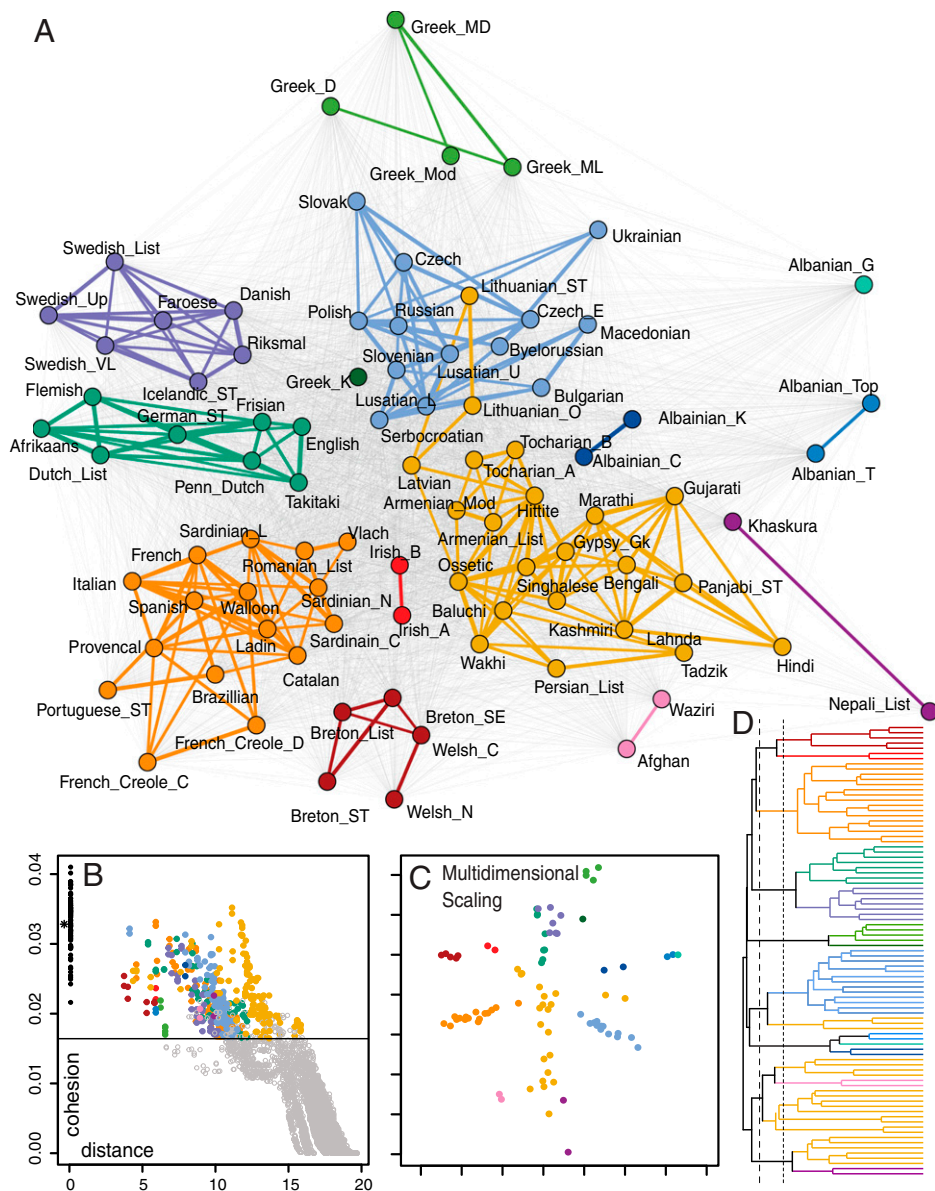 A
Greek_MD
Greek_D
Greek_Mod
Greek_ML
Slovak
Ukrainian
Swedish_List
Czech
Albanian_G
Lithuanian_ST
Swedish_Up
Faroese
Danish
Polish
Russian
Czech_E
Macedonian
Riksmal
Slovenian
Byelorussian
Swedish_VL
Lusatian_U
Icelandic_ST
Greek_K
Flemish
Albanian_Top
German_ST
Frisian
Lusatian_L
Bulgarian
Lithuanian_O
Albainian_K
Afrikaans
English
Serbocroatian
Tocharian_B
Albainian_C
Dutch_List
Penn_Dutch
Latvian
Tocharian_A
Albanian_T
Takitaki
Armenian_Mod
Hittite
Marathi
Gujarati
Khaskura
Sardinian_L
Vlach
Armenian_List
Gypsy_Gk
French
Romanian_List
Irish_B
Ossetic
Italian
Singhalese
Bengali
Panjabi_ST
Spanish
Walloon
Sardinian_N
Baluchi
Irish_A
Kashmiri
Provencal
Ladin
Sardinain_C
Lahnda
Wakhi
Tadzik
Hindi
Catalan
Persian_List
Brazillian
Portuguese_ST
Waziri
Nepali_List
Breton_SE
Breton_List
French_Creole_D
Welsh_C
Afghan
French_Creole_C
Breton_ST
Welsh_N
D
B
0.04
0.03
0.02
0.01
0.00
*
cohesion
distance
0 5 10 15 20
C
Multidimensional
Scaling